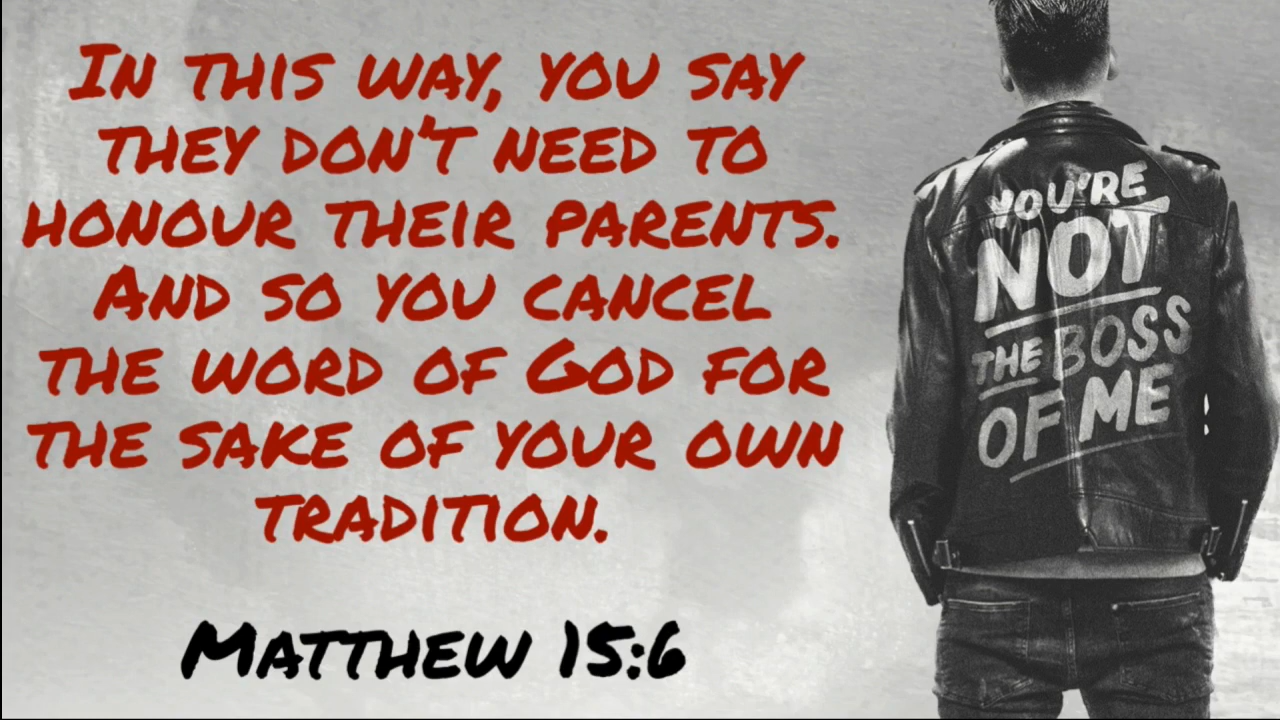 In this way, you say
they don't need to
honour their parents.
And so you cancel
the word of God for
the sake of your own
tradition.
Matthew 15:6
YOU'RE
NOT
THE BOSS
OF ME